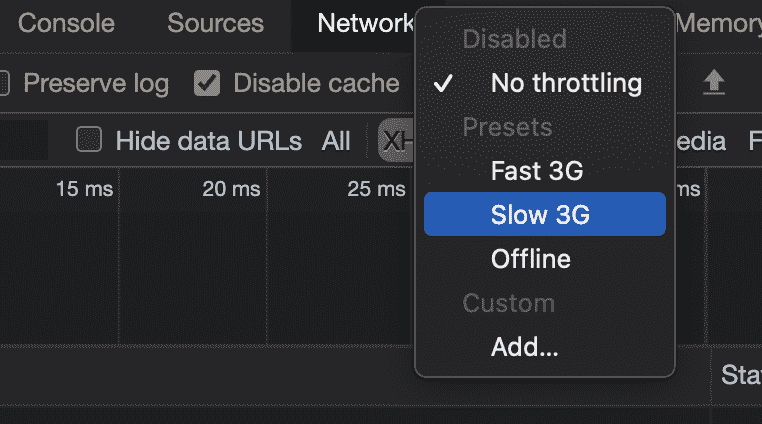 Console Sources Network Memory
Disabled
No throttling
Preserve log Disable cache
Presets
Hide data URLs All XH
Fast 3G
15 ms 20 ms 25 ms ms
Slow 3G
Offline
Custom
Add...